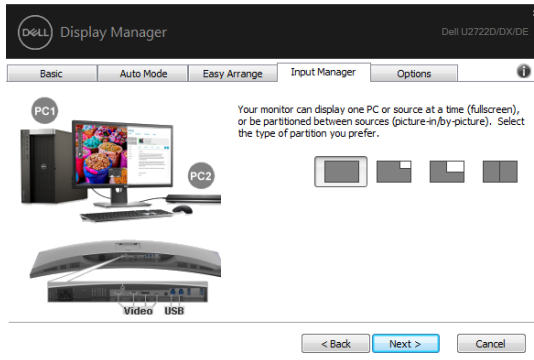 DELL Display Manager
Dell U2722D/DX/DE
Basic
Auto Mode
Easy Arrange
Input Manager
Options
PC1
PC2
Video
USB
Your monitor can display one PC or source at a time (fullscreen),
or be partitioned between sources (picture-in/by-picture). Select
the type of partition you prefer.
< Back
Next >
Cancel